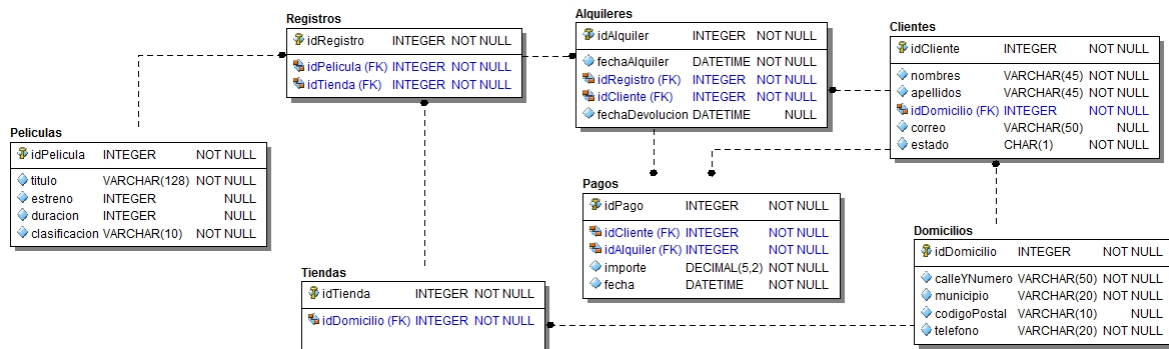 Registros
idRegistro INTEGER NOT NULL
idPelicula (FK) INTEGER NOT NULL
idTienda (FK) INTEGER NOT NULL
Alquileres
idAlquiler INTEGER NOT NULL
fechaAlquiler DATETIME NOT NULL
idRegistro (FK) INTEGER NOT NULL
idCliente (FK) INTEGER NOT NULL
fechaDevolucion DATETIME NULL
Clientes
idCliente INTEGER NOT NULL
nombres VARCHAR(45) NOT NULL
apellidos VARCHAR(45) NOT NULL
idDomicilio (FK) INTEGER NOT NULL
correo VARCHAR(50) NULL
estado CHAR(1) NOT NULL
Peliculas
idPelicula INTEGER NOT NULL
titulo VARCHAR(128) NOT NULL
estreno INTEGER NULL
duracion INTEGER NULL
clasificacion VARCHAR(10) NOT NULL
Pagos
idPago INTEGER NOT NULL
idCliente (FK) INTEGER NOT NULL
idAlquiler (FK) INTEGER NOT NULL
importe DECIMAL(5,2) NOT NULL
fecha DATETIME NOT NULL
Tiendas
idTienda INTEGER NOT NULL
idDomicilio (FK) INTEGER NOT NULL
Domicilios
idDomicilio INTEGER NOT NULL
calleYNumero VARCHAR(50) NOT NULL
municipio VARCHAR(20) NOT NULL
codigoPostal VARCHAR(10) NULL
telefono VARCHAR(20) NOT NULL